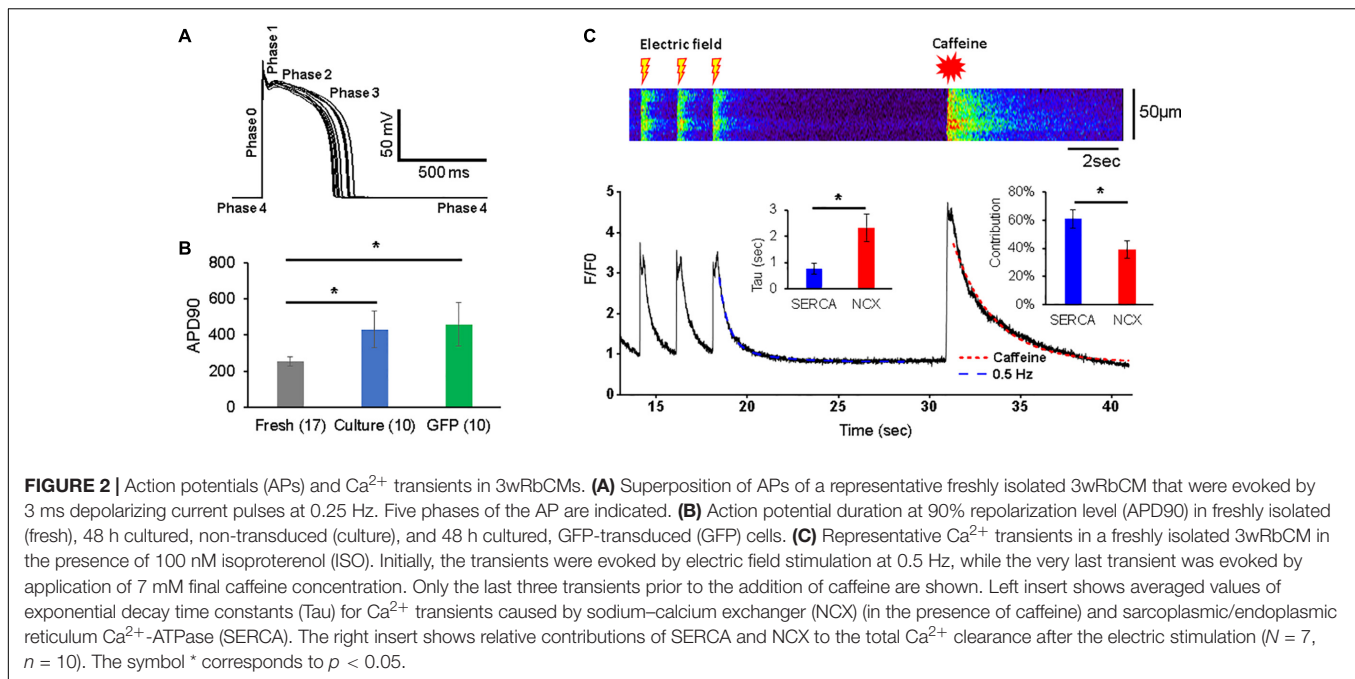 A
Phase 1
Phase 2
Phase 3
Phase 0
50 mV
500 ms
Phase 4
Phase 4
B
*
*
800
600
400
200
0
APD90
Fresh (17) Culture (10) GFP (10)
C
Electric field
Caffeine
50µm
2sec
5
4
3
2
1
0
F/F0
*
3
2
1
0
Tau (sec)
SERCA NCX
*
80%
60%
40%
20%
0%
Contribution
SERCA NCX
Caffeine
0.5 Hz
15 20 25 30 35 40
Time (sec)
FIGURE 2 | Action potentials (APs) and Ca2+ transients in 3wRbCMs. (A) Superposition of APs of a representative freshly isolated 3wRbCM that were evoked by
3 ms depolarizing current pulses at 0.25 Hz. Five phases of the AP are indicated. (B) Action potential duration at 90% repolarization level (APD90) in freshly isolated
(fresh), 48 h cultured, non-transduced (culture), and 48 h cultured, GFP-transduced (GFP) cells. (C) Representative Ca2+ transients in a freshly isolated 3wRbCM in
the presence of 100 nM isoproterenol (ISO). Initially, the transients were evoked by electric field stimulation at 0.5 Hz, while the very last transient was evoked by
application of 7 mM final caffeine concentration. Only the last three transients prior to the addition of caffeine are shown. Left insert shows averaged values of
exponential decay time constants (Tau) for Ca2+ transients caused by sodium–calcium exchanger (NCX) (in the presence of caffeine) and sarcoplasmic/endoplasmic
reticulum Ca2+-ATPase (SERCA). The right insert shows relative contributions of SERCA and NCX to the total Ca2+ clearance after the electric stimulation (N = 7,
n = 10). The symbol * corresponds to p < 0.05.